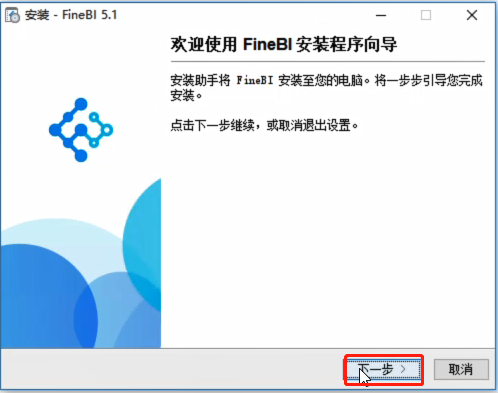 安装 - FineBI 5.1
欢迎使用 FineBI 安装程序向导
安装助手将 FineBI 安装至您的电脑。将一步步引导您完成
安装。
点击下一步继续，或取消退出设置。
下一步 >
取消